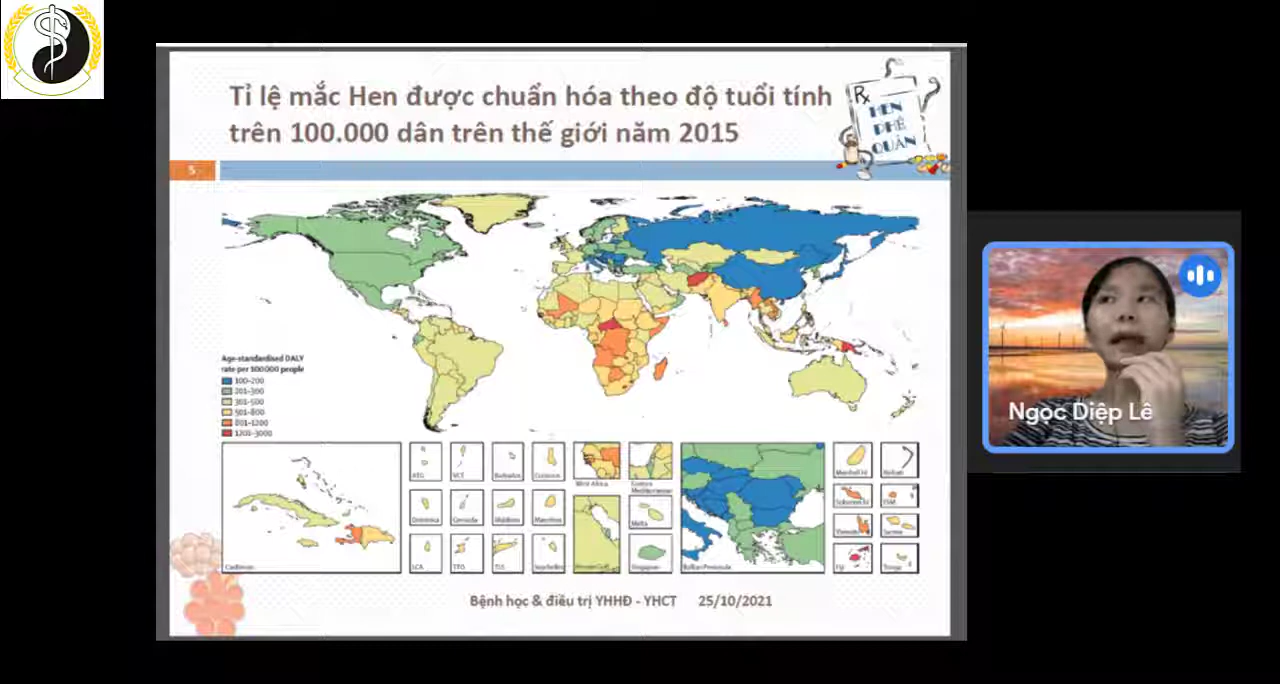 Tỉ lệ mắc Hen được chuẩn hóa theo độ tuổi tính
trên 100.000 dân trên thế giới năm 2015
Rx
HEN
PHẾ
QUẢN
5
Age-standardised DALY
rate per 100 000 people
100–200
201–300
301–500
501–800
801–1200
1201–3000
Caribbean
ATG
VCT
Barbados
Comoros
West Africa
Eastern
Mediterranean
Dominica
Grenada
Maldives
Mauritius
Malta
LCA
TTO
TLS
Seychelles
Persian Gulf
Singapore
Balkan Peninsula
Marshall Isl
Kiribati
Solomon Isl
FSM
Vanuatu
Samoa
Fiji
Tonga
Ngọc Diệp Lê
Bệnh học & điều trị YHHĐ - YHCT 25/10/2021